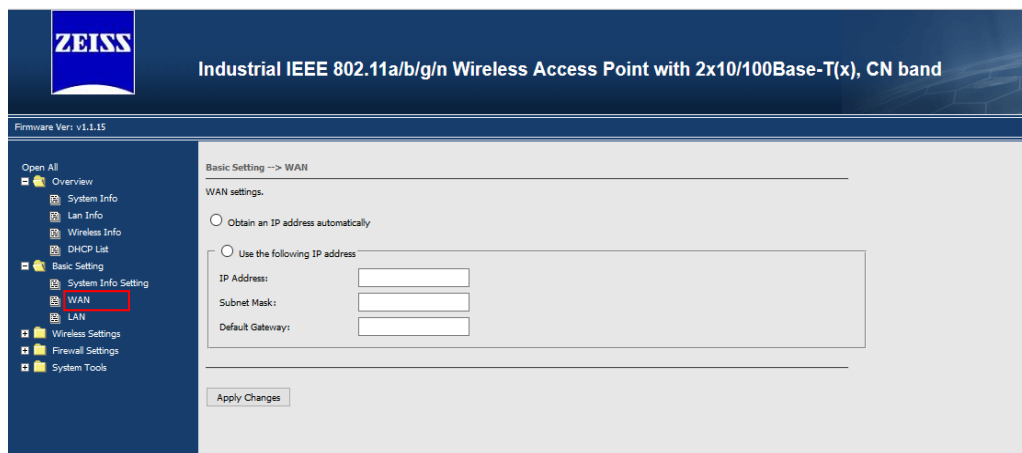 ZEISS
Industrial IEEE 802.11a/b/g/n Wireless Access Point with 2x10/100Base-T(x), CN band
Firmware Ver: v1.1.15
Open All
Overview
System Info
Lan Info
Wireless Info
DHCP List
Basic Setting
System Info Setting
WAN
LAN
Wireless Settings
Firewall Settings
System Tools
Basic Setting --> WAN
WAN settings.
Obtain an IP address automatically
Use the following IP address
IP Address:
Subnet Mask:
Default Gateway:
Apply Changes